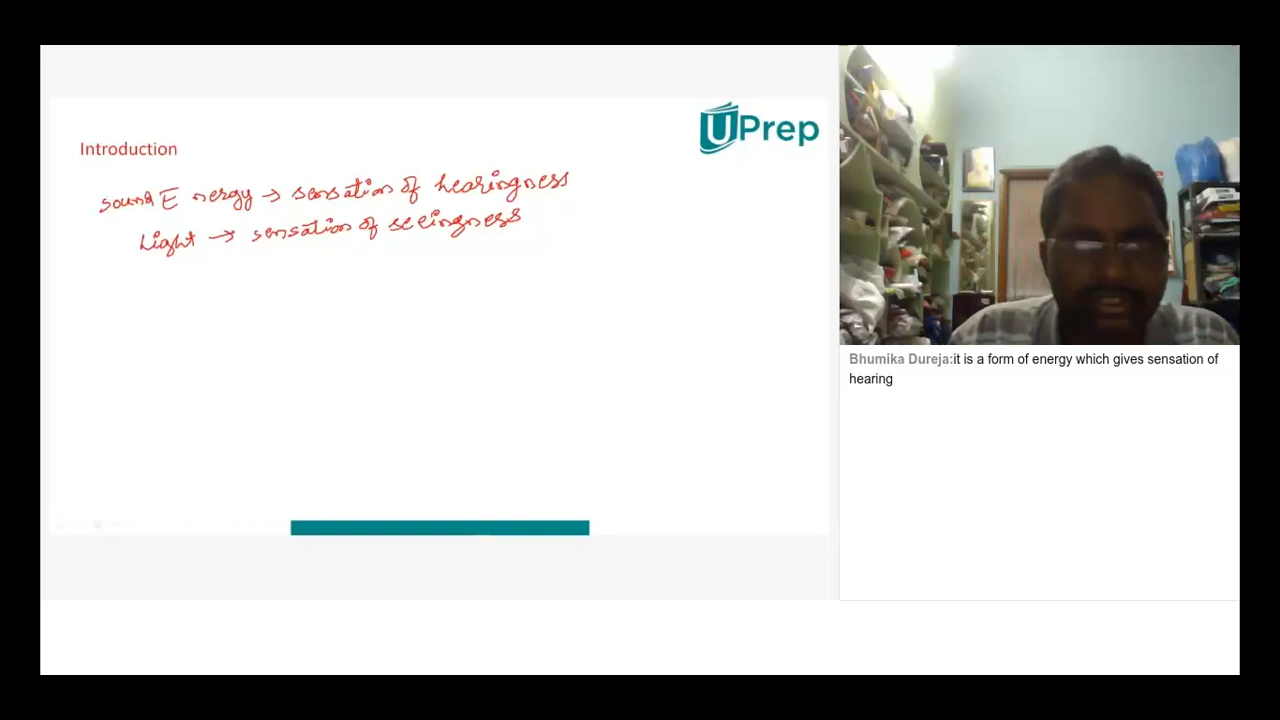 UPrep
Introduction
sound Energy → sensation of hearingness
Light → sensation of seeingness
Bhumika Dureja:it is a form of energy which gives sensation of
hearing